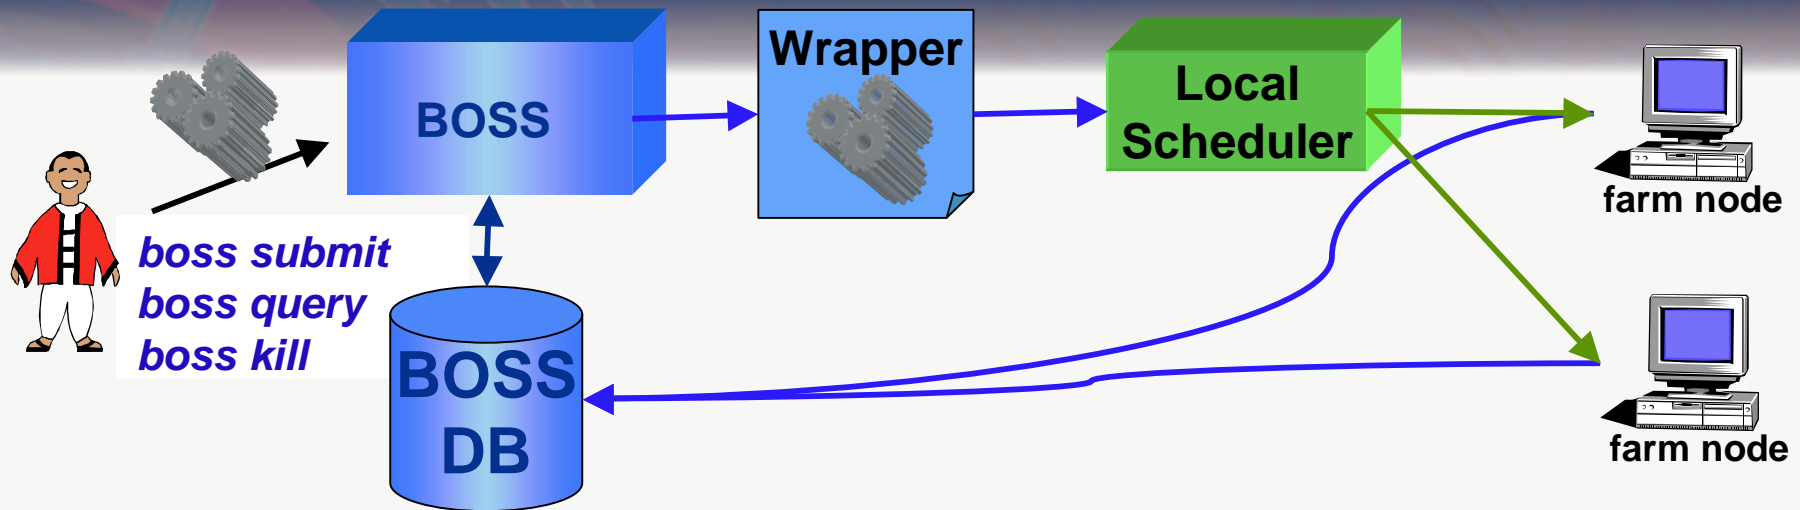 BOSS
Wrapper
Local
Scheduler
farm node
boss submit
boss query
boss kill
BOSS
DB
farm node